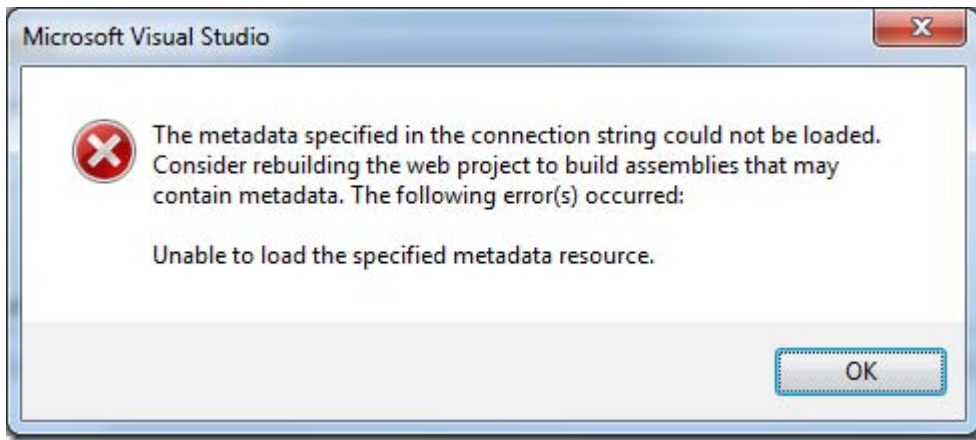 Microsoft Visual Studio
The metadata specified in the connection string could not be loaded.
Consider rebuilding the web project to build assemblies that may
contain metadata. The following error(s) occurred:
Unable to load the specified metadata resource.
OK